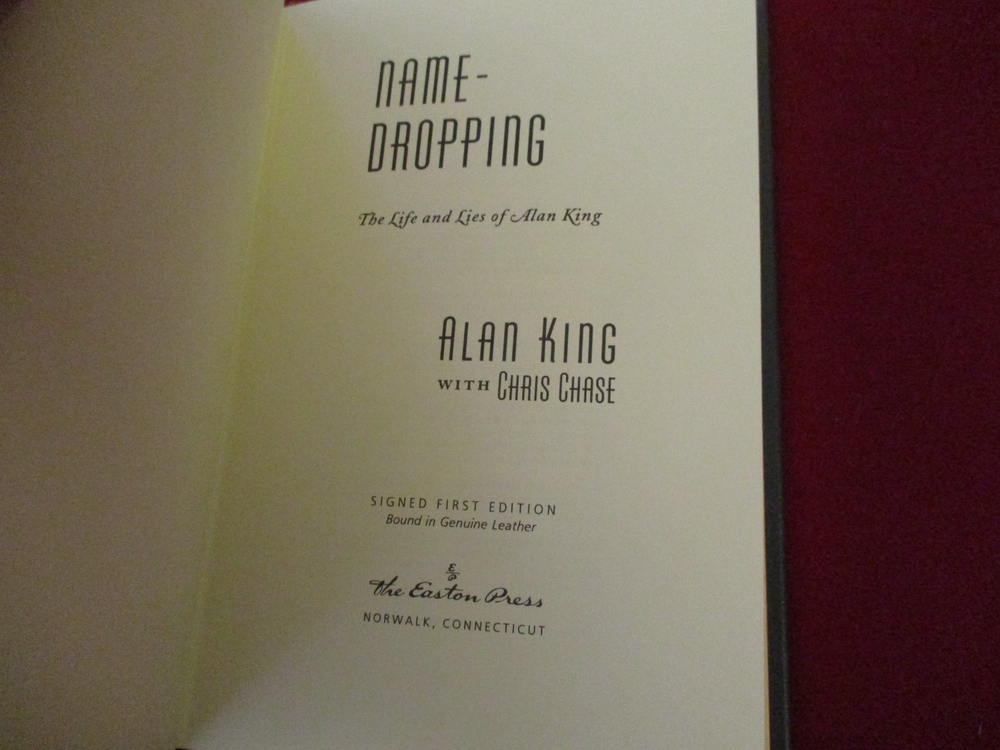 NAME-
DROPPING
The Life and Lies of Alan King
ALAN KING
WITH CHRIS CHASE
SIGNED FIRST EDITION
Bound in Genuine Leather
The Easton Press
NORWALK, CONNECTICUT